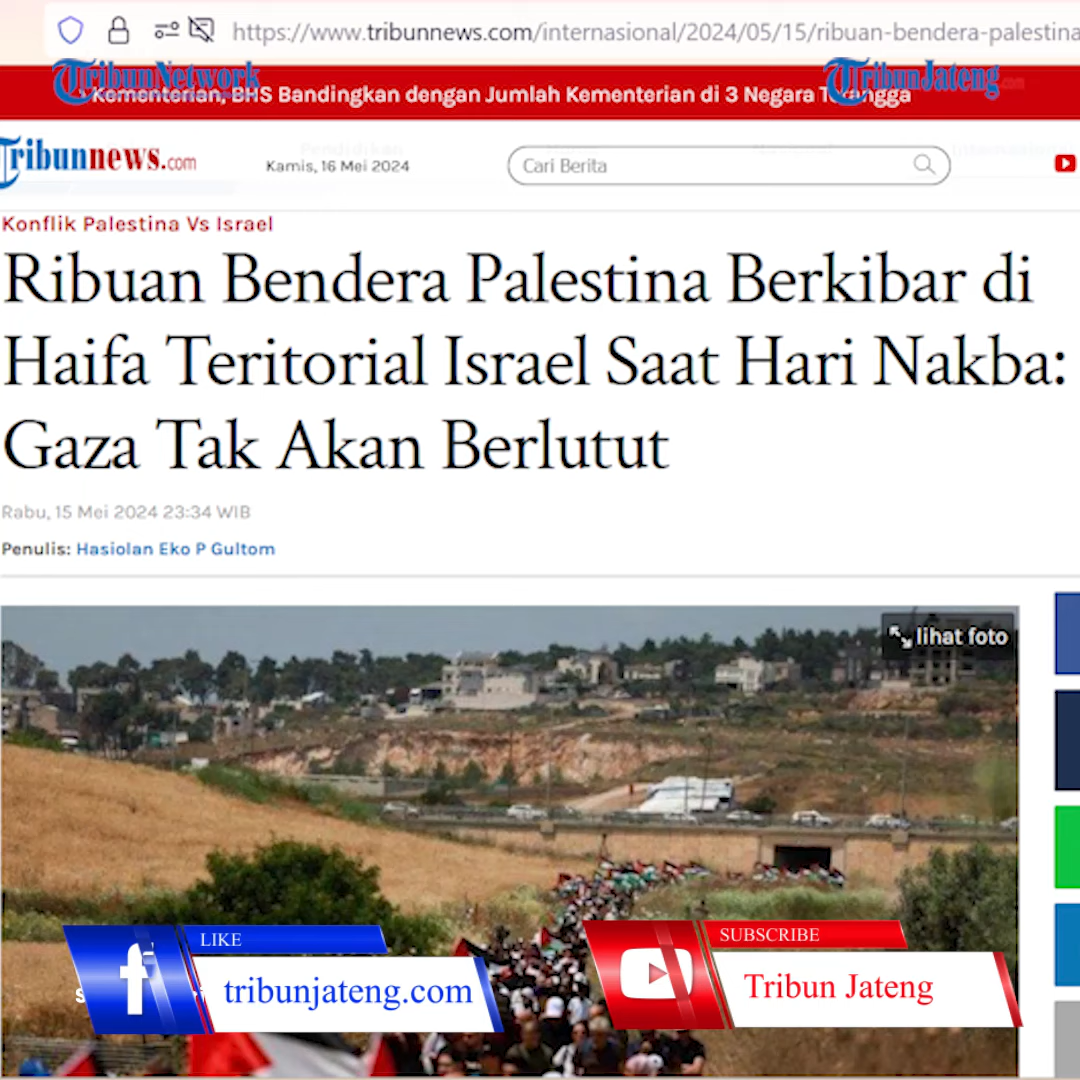 https://www.tribunnews.com/internasional/2024/05/15/ribuan-bendera-palestina
TribunNetwork
TribunJateng
Kementerian, BHS Bandingkan dengan Jumlah Kementerian di 3 Negara Tetangga
Tribunnews.com
Kamis, 16 Mei 2024
Cari Berita
Konflik Palestina Vs Israel
Ribuan Bendera Palestina Berkibar di
Haifa Teritorial Israel Saat Hari Nakba:
Gaza Tak Akan Berlutut
Rabu, 15 Mei 2024 23:34 WIB
Penulis: Hasiolan Eko P Gultom
lihat foto
LIKE
tribunjateng.com
SUBSCRIBE
Tribun Jateng